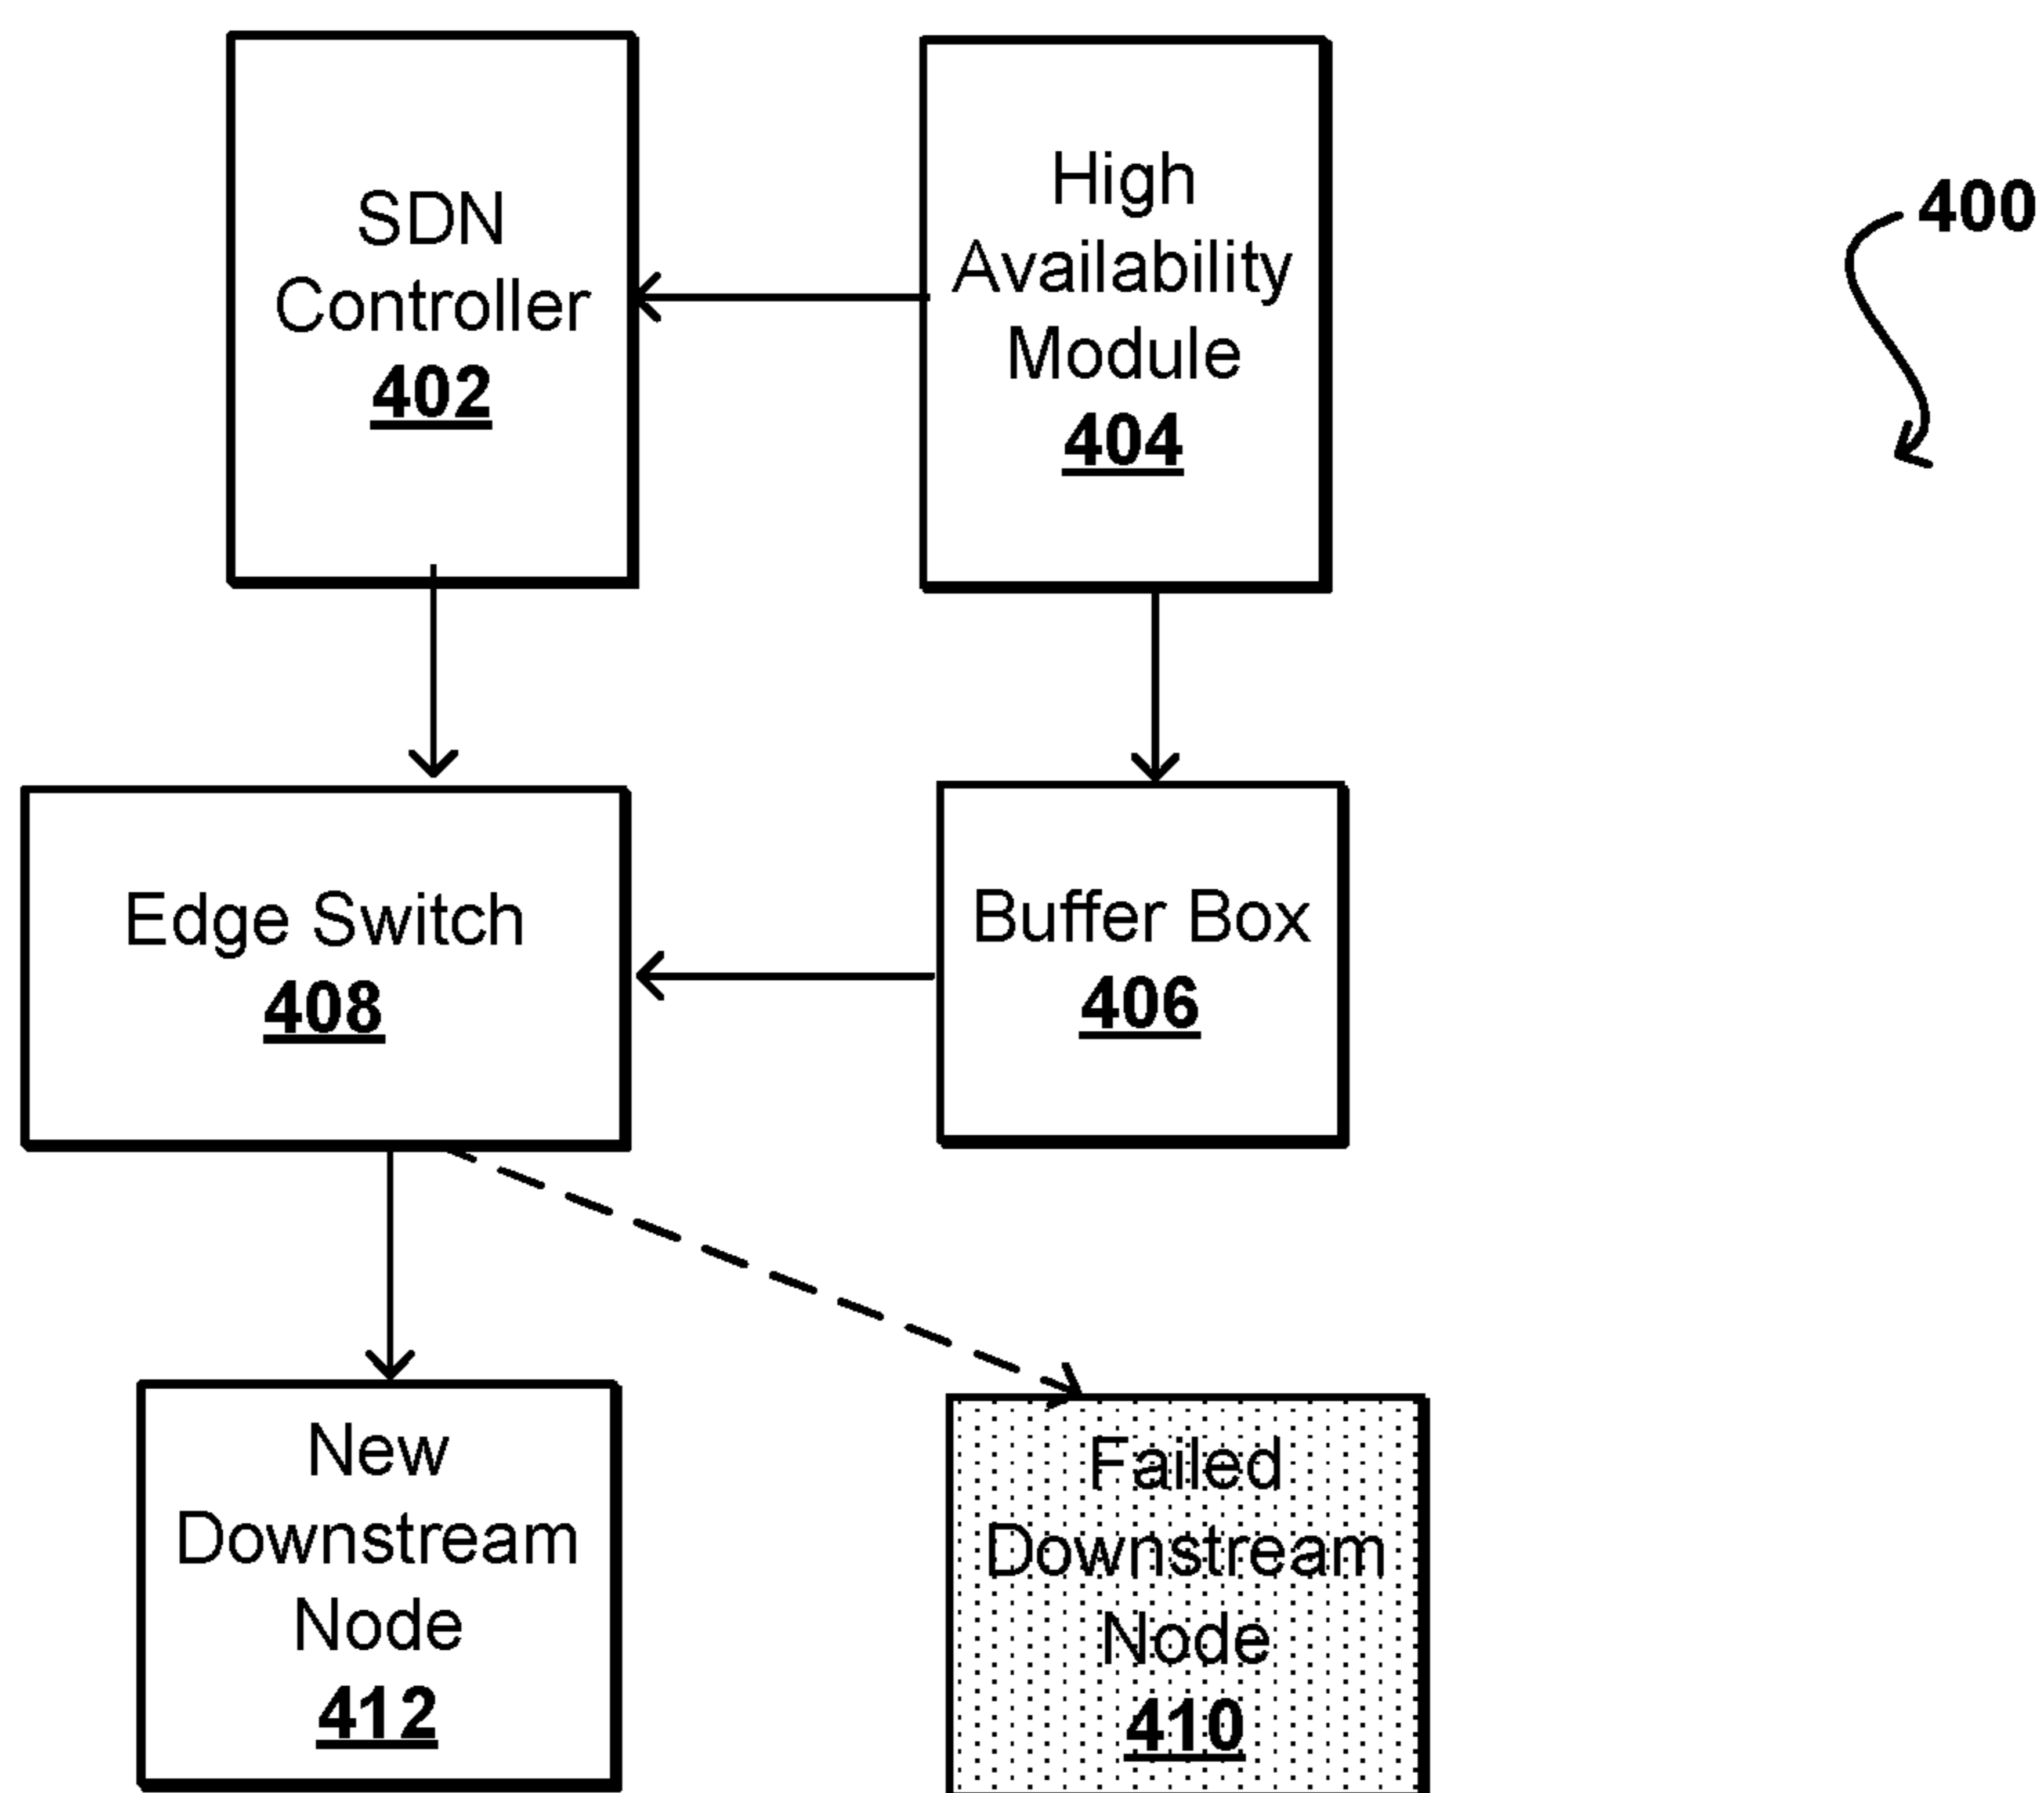 SDN
Controller
402
High
Availability
Module
404
400
Edge Switch
408
Buffer Box
406
New
Downstream
Node
412
Failed
Downstream
Node
410